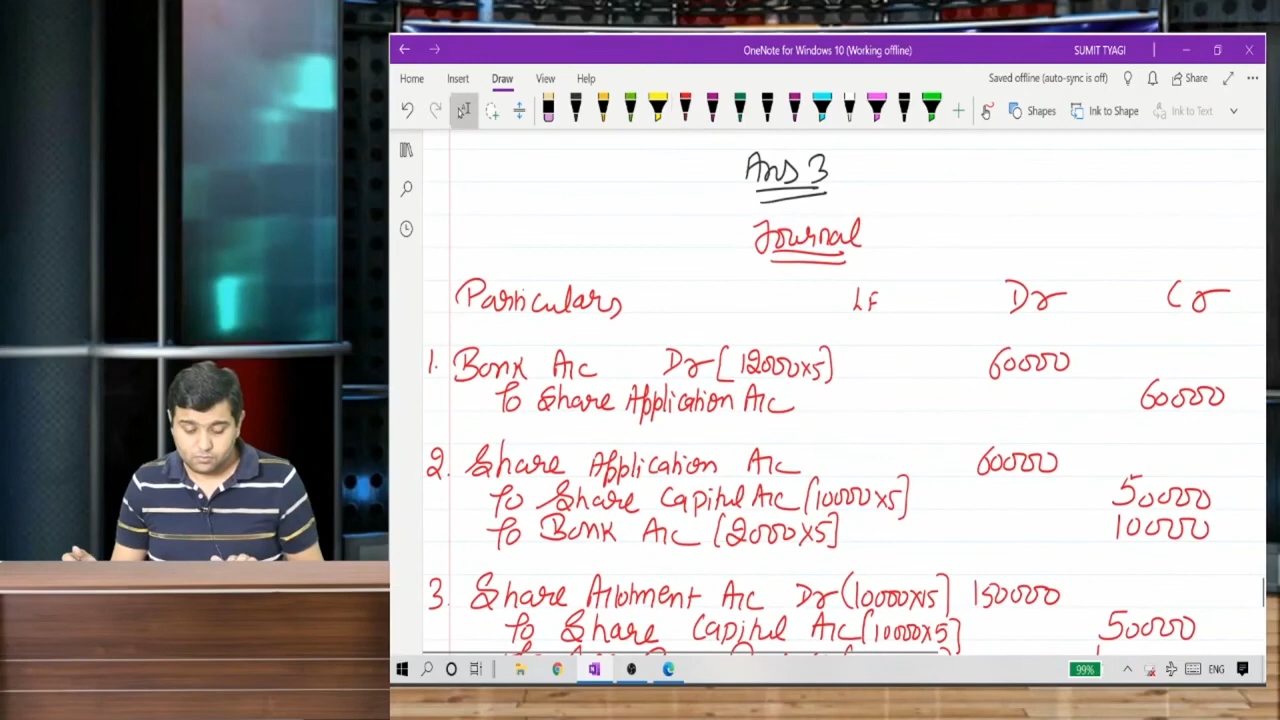 OneNote for Windows 10 (Working offline)
SUMIT TYAGI
Home Insert Draw View Help
Saved offline (auto-sync is off)
Share
Shapes
Ink to Shape
Ink to Text
Ans 3
Journal
Particulars LF Dr Cr
1. Bank A/c Dr [12000x5] 60000
To Share Application A/c 60000
2. Share Application A/c 60000
To Share Capital A/c [10000x5] 50000
To Bank A/c [2000x5] 10000
3. Share Allotment A/c Dr (10000x15] 150000
To Share Capital A/c [10000x5] 50000
99%
ENG